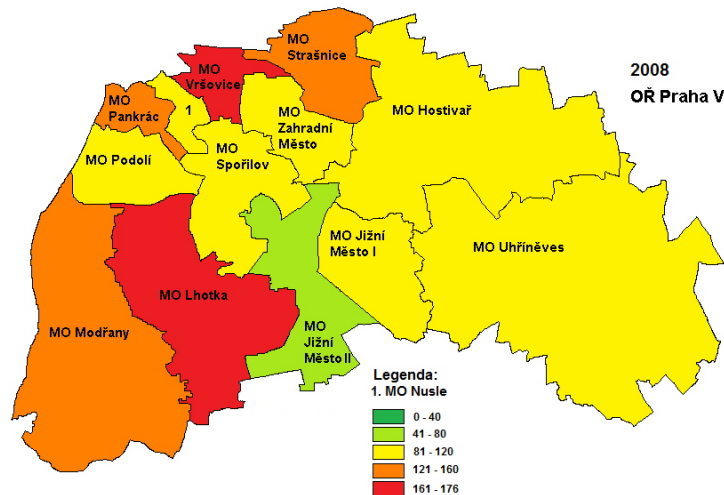 MO
Strašnice
2008
OŘ Praha V
MO
Vršovice
MO
Pankrác
1
MO Hostivař
MO
Zahradní
Město
MO
Spořilov
MO Podolí
MO Jižní
Město I
MO Uhříněves
MO Lhotka
MO Modřany
MO
Jižní
Město II
Legenda:
1. MO Nusle
0 - 40
41 - 80
81 - 120
121 - 160
161 - 176